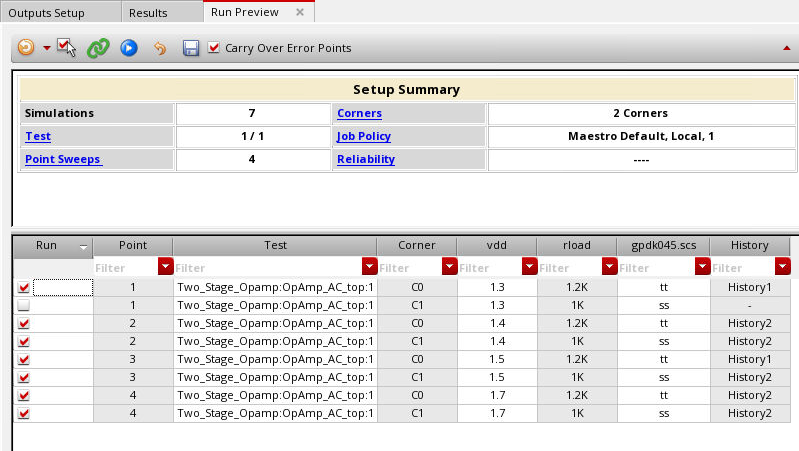 Outputs Setup Results Run Preview
Carry Over Error Points
Setup Summary
Simulations 7 Corners 2 Corners
Test 1 / 1 Job Policy Maestro Default, Local, 1
Point Sweeps 4 Reliability ----
Run Point Test Corner vdd rload gpdk045.scs History
Filter Filter Filter Filter Filter Filter Filter
1 Two_Stage_Opamp:OpAmp_AC_top:1 C0 1.3 1.2K tt History1
1 Two_Stage_Opamp:OpAmp_AC_top:1 C1 1.3 1K ss -
2 Two_Stage_Opamp:OpAmp_AC_top:1 C0 1.4 1.2K tt History2
2 Two_Stage_Opamp:OpAmp_AC_top:1 C1 1.4 1K ss History2
3 Two_Stage_Opamp:OpAmp_AC_top:1 C0 1.5 1.2K tt History1
3 Two_Stage_Opamp:OpAmp_AC_top:1 C1 1.5 1K ss History2
4 Two_Stage_Opamp:OpAmp_AC_top:1 C0 1.7 1.2K tt History2
4 Two_Stage_Opamp:OpAmp_AC_top:1 C1 1.7 1K ss History2